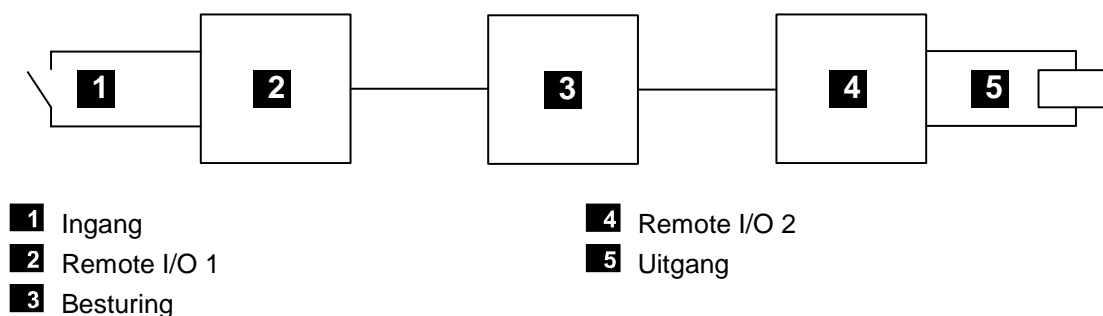 1 2 3 4 5
1 Ingang
2 Remote I/O 1
3 Besturing
4 Remote I/O 2
5 Uitgang